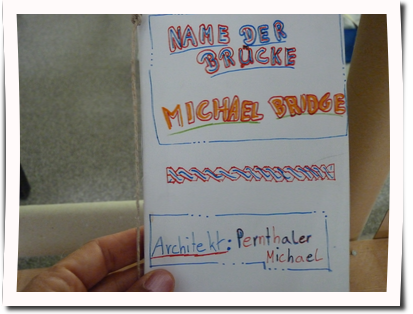 NAME DER
BRÜCKE
MICHAEL BRIDGE
Architekt: Pernthaler
Michael